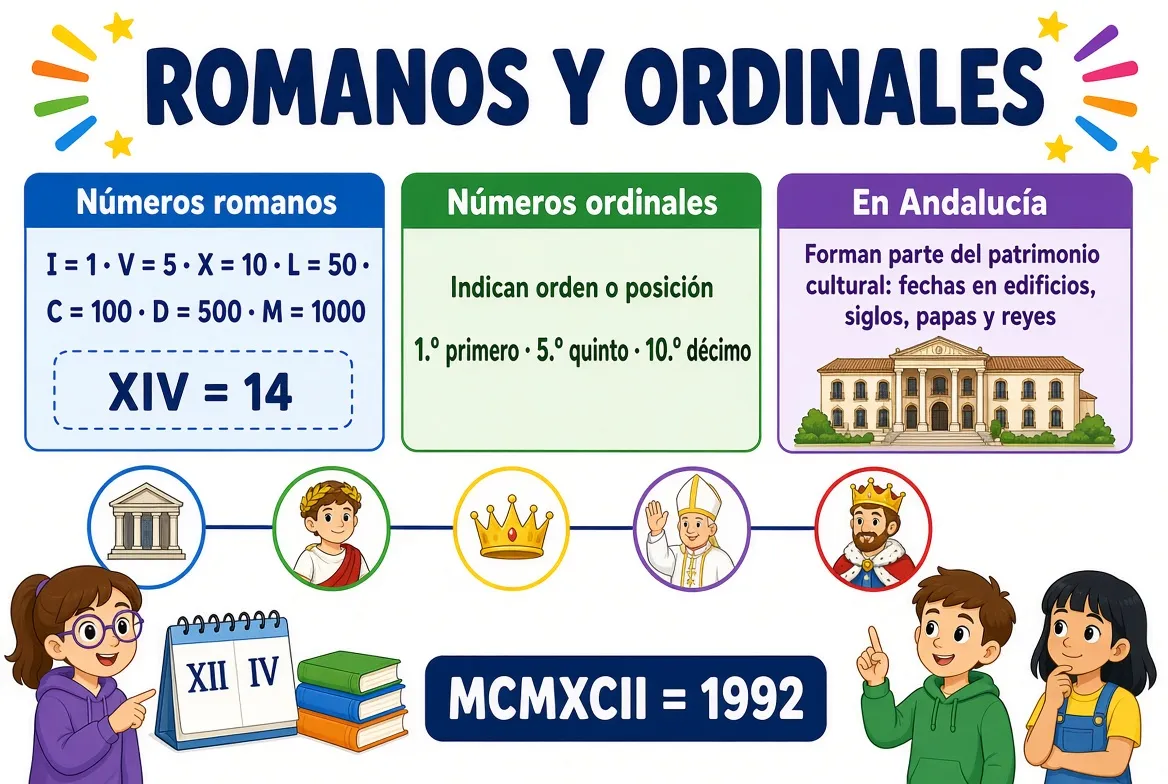 ROMANOS Y ORDINALES
Números romanos
I = 1 · V = 5 · X = 10 · L = 50 ·
C = 100 · D = 500 · M = 1000
XIV = 14
Números ordinales
Indican orden o posición
1.º primero · 5.º quinto · 10.º décimo
En Andalucía
Forman parte del patrimonio
cultural: fechas en edificios,
siglos, papas y reyes
XII IV
MCMXCII = 1992